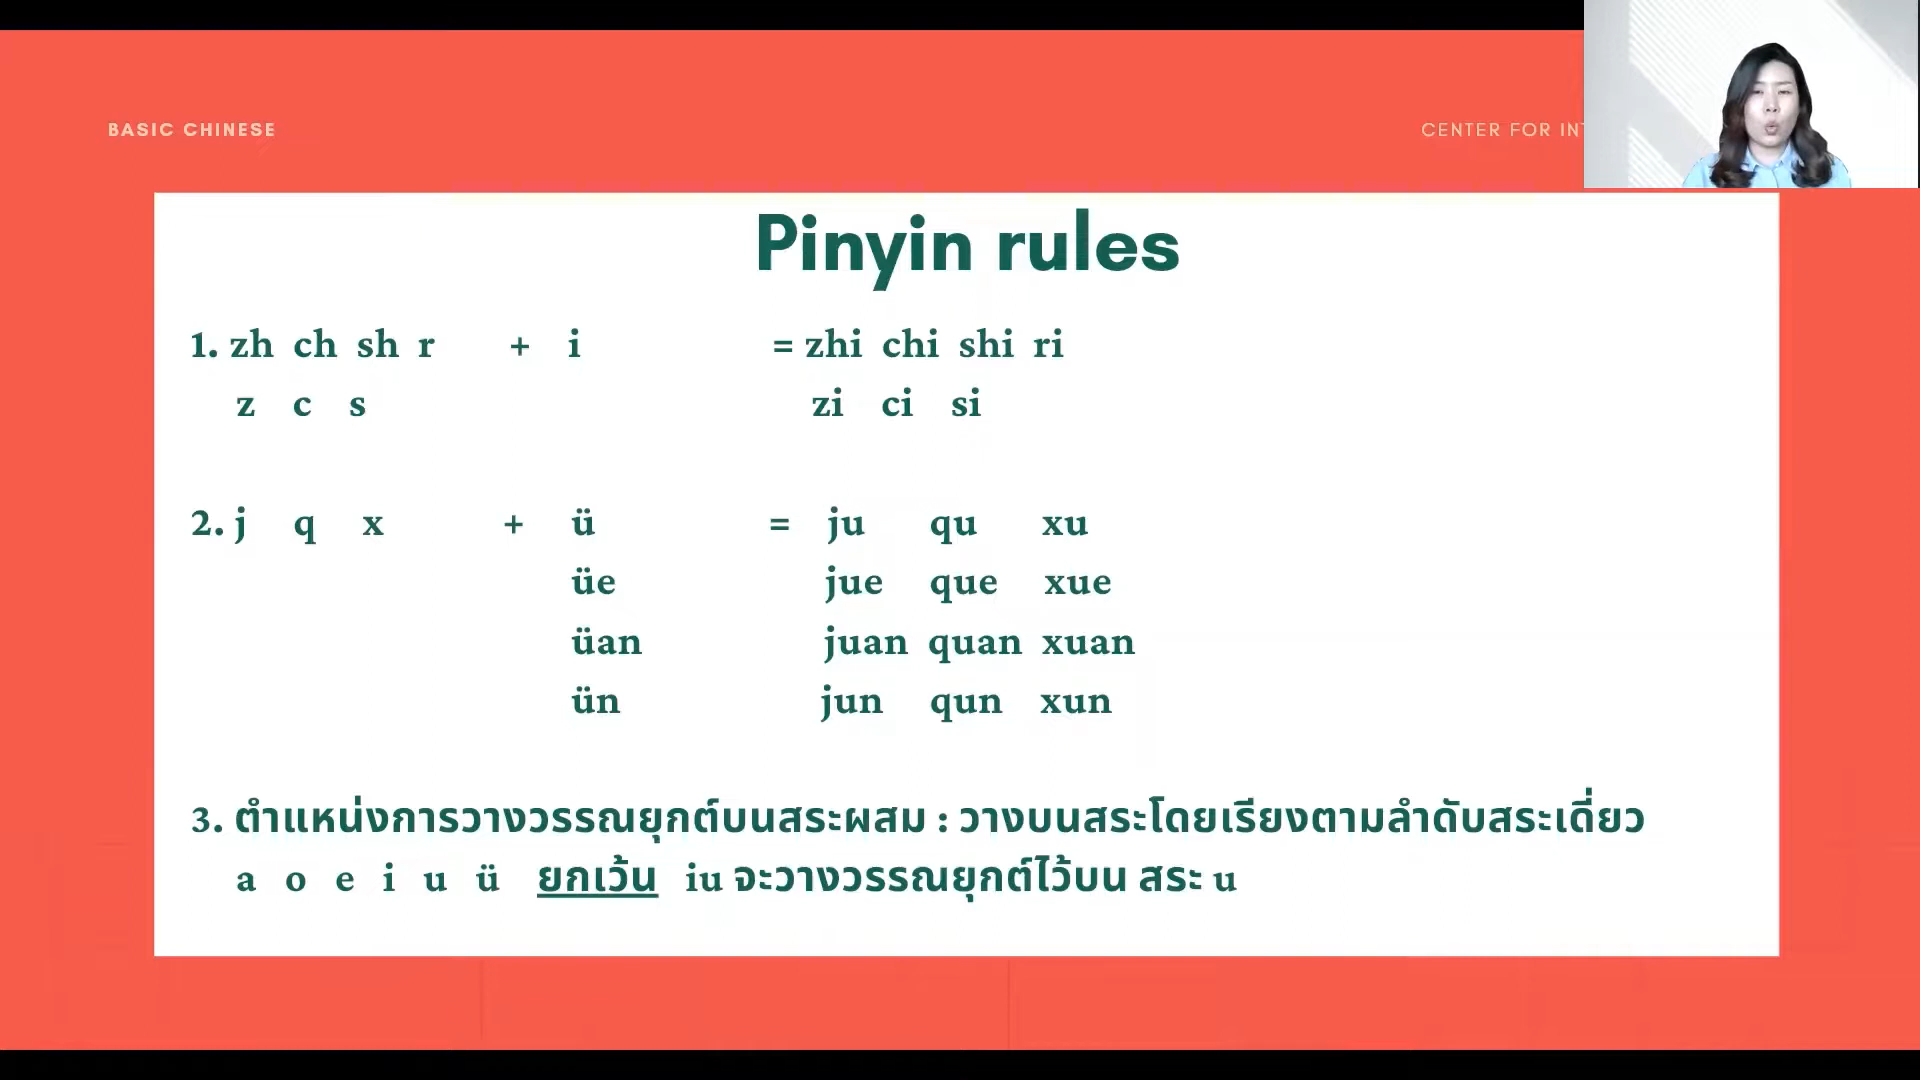 BASIC CHINESE
CENTER FOR
Pinyin rules
1. zh ch sh r + i = zhi chi shi ri
z c s zi ci si
2. j q x + ü = ju qu xu
üe jue que xue
üan juan quan xuan
ün jun qun xun
3. ตำแหน่งการวางวรรณยุกต์บนสระผสม : วางบนสระโดยเรียงตามลำดับสระเดี่ยว
a o e i u ü ยกเว้น iu จะวางวรรณยุกต์ไว้บน สระ u